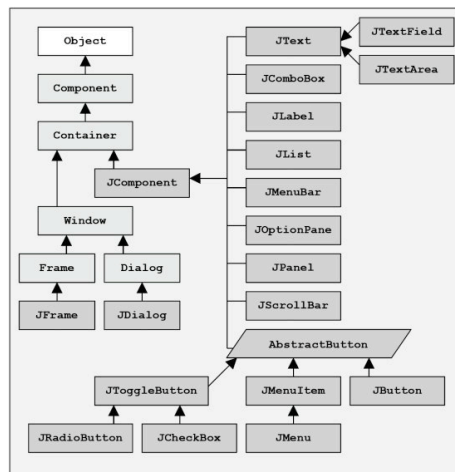 Object
Component
Container
JComponent
Window
Frame
Dialog
JFrame
JDialog
JText
JTextField
JTextArea
JComboBox
JLabel
JList
JMenuBar
JOptionPane
JPanel
JScrollBar
AbstractButton
JToggleButton
JMenuItem
JButton
JRadioButton
JCheckBox
JMenu